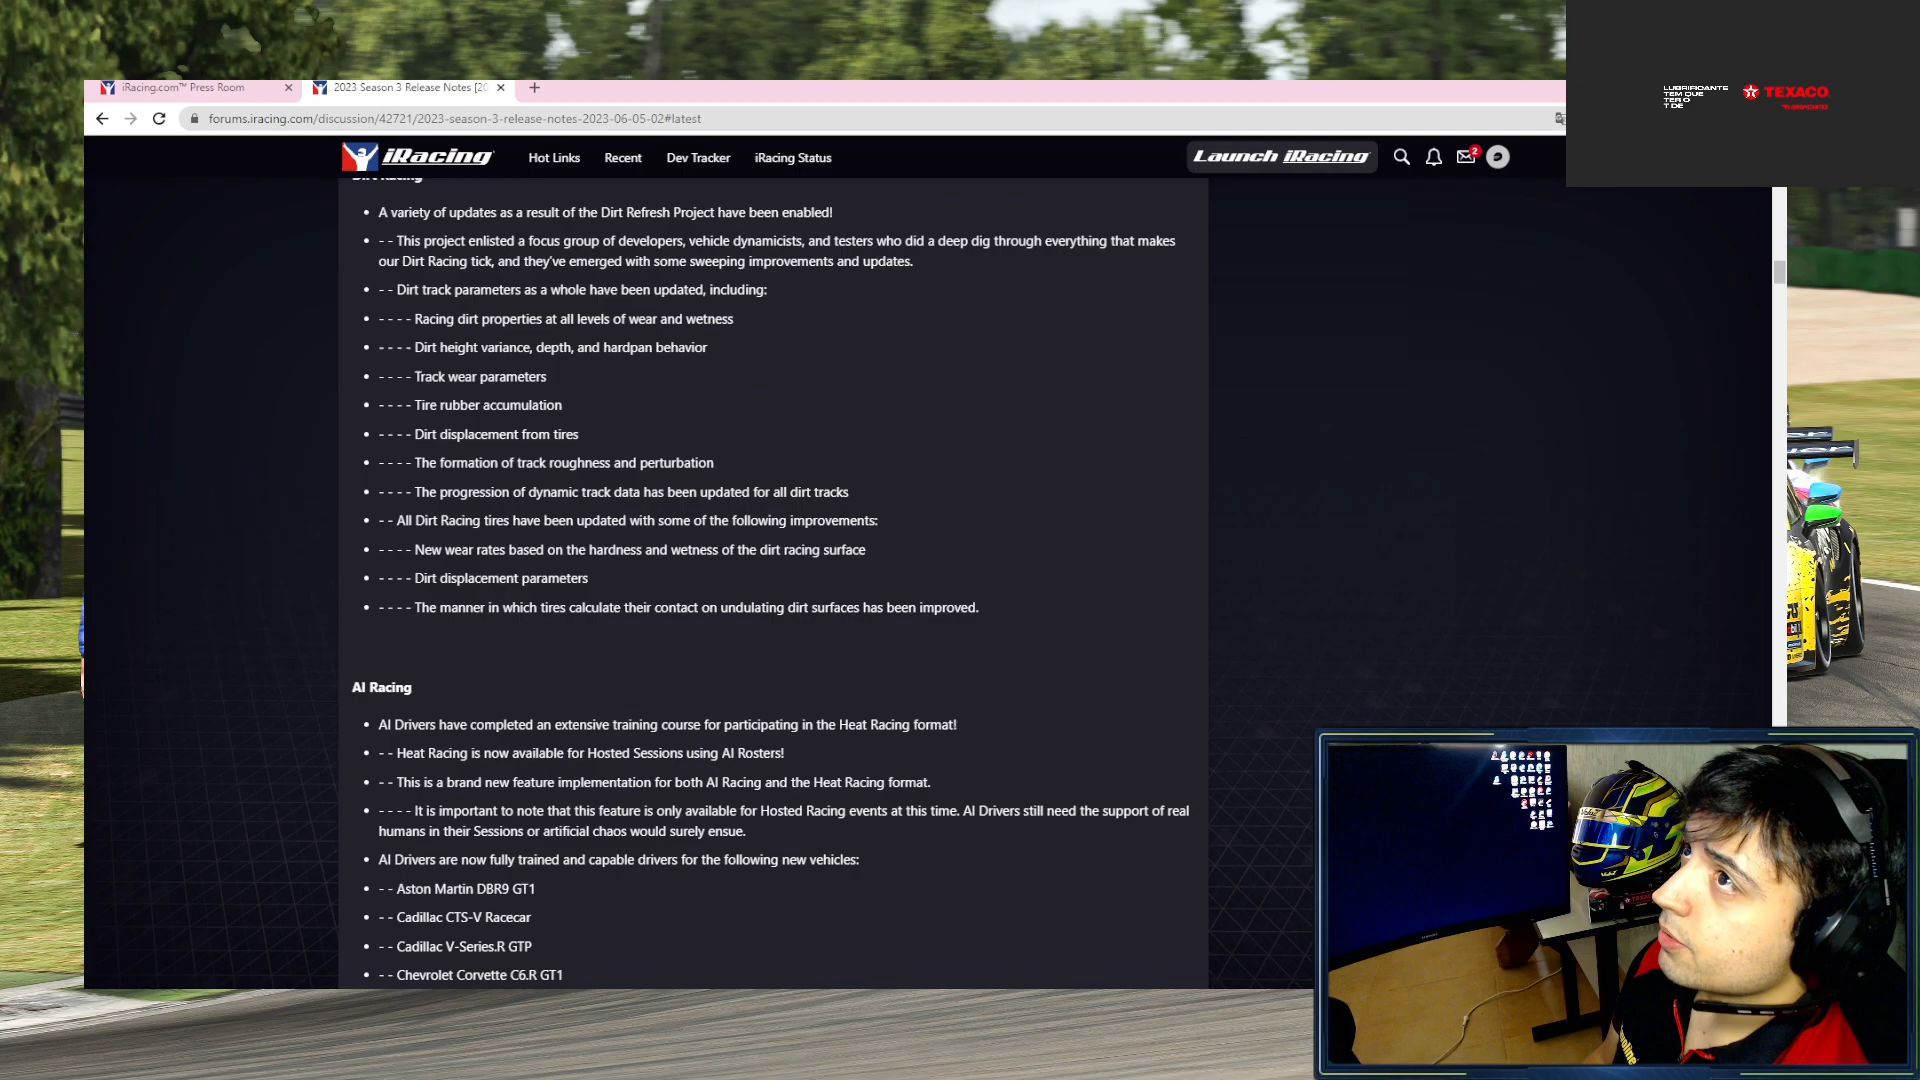 iRacing.com™ Press Room
2023 Season 3 Release Notes [20
forums.iracing.com/discussion/42721/2023-season-3-release-notes-2023-06-05-02#latest
iRacing
Hot Links
Recent
Dev Tracker
iRacing Status
Launch iRacing
2
LUBRIFICANTE
TEM QUE
TER O
T DE
TEXACO
Dirt Racing
• A variety of updates as a result of the Dirt Refresh Project have been enabled!
• - - This project enlisted a focus group of developers, vehicle dynamicists, and testers who did a deep dig through everything that makes
our Dirt Racing tick, and they've emerged with some sweeping improvements and updates.
• - - Dirt track parameters as a whole have been updated, including:
• - - - - Racing dirt properties at all levels of wear and wetness
• - - - - Dirt height variance, depth, and hardpan behavior
• - - - - Track wear parameters
• - - - - Tire rubber accumulation
• - - - - Dirt displacement from tires
• - - - - The formation of track roughness and perturbation
• - - - - The progression of dynamic track data has been updated for all dirt tracks
• - - All Dirt Racing tires have been updated with some of the following improvements:
• - - - - New wear rates based on the hardness and wetness of the dirt racing surface
• - - - - Dirt displacement parameters
• - - - - The manner in which tires calculate their contact on undulating dirt surfaces has been improved.
AI Racing
• AI Drivers have completed an extensive training course for participating in the Heat Racing format!
• - - Heat Racing is now available for Hosted Sessions using AI Rosters!
• - - This is a brand new feature implementation for both AI Racing and the Heat Racing format.
• - - - - It is important to note that this feature is only available for Hosted Racing events at this time. AI Drivers still need the support of real
humans in their Sessions or artificial chaos would surely ensue.
• AI Drivers are now fully trained and capable drivers for the following new vehicles:
• - - Aston Martin DBR9 GT1
• - - Cadillac CTS-V Racecar
• - - Cadillac V-Series.R GTP
• - - Chevrolet Corvette C6.R GT1